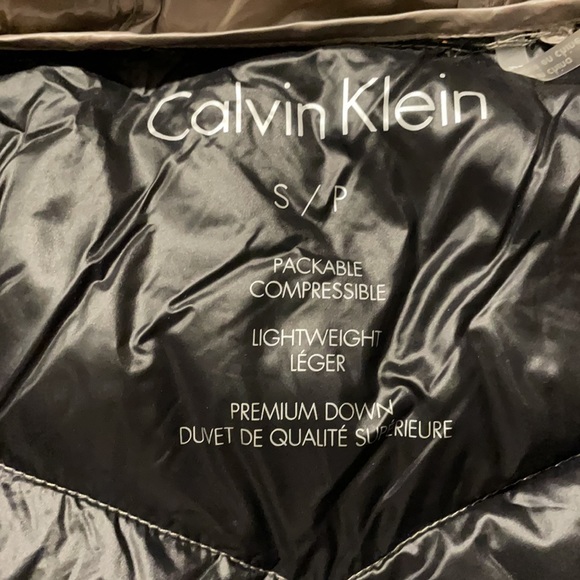 Calvin Klein
S / P
PACKABLE
COMPRESSIBLE
LIGHTWEIGHT
LÉGER
PREMIUM DOWN
DUVET DE QUALITÉ SUPÉRIEURE